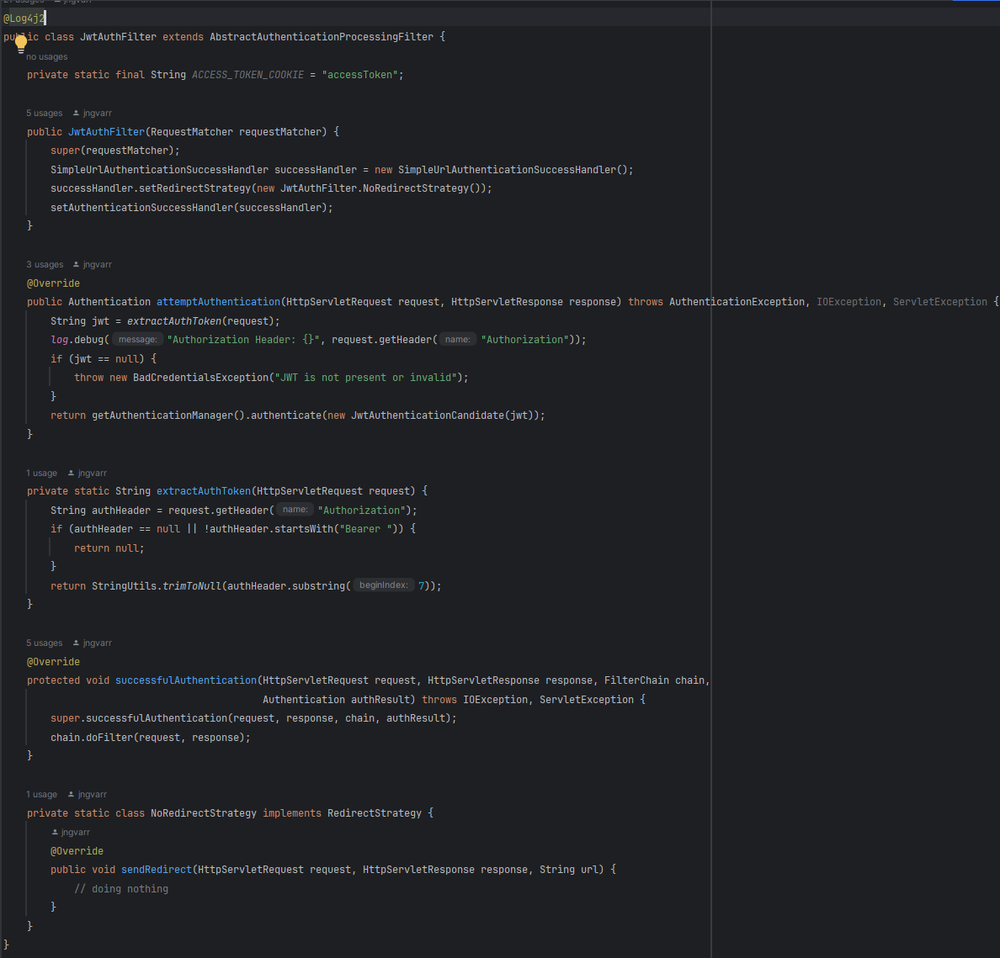 21 usages jngvarr
@Log4j2
public class JwtAuthFilter extends AbstractAuthenticationProcessingFilter {
no usages
private static final String ACCESS_TOKEN_COOKIE = "accessToken";
5 usages jngvarr
public JwtAuthFilter(RequestMatcher requestMatcher) {
super(requestMatcher);
SimpleUrlAuthenticationSuccessHandler successHandler = new SimpleUrlAuthenticationSuccessHandler();
successHandler.setRedirectStrategy(new JwtAuthFilter.NoRedirectStrategy());
setAuthenticationSuccessHandler(successHandler);
}
3 usages jngvarr
@Override
public Authentication attemptAuthentication(HttpServletRequest request, HttpServletResponse response) throws AuthenticationException, IOException, ServletException {
String jwt = extractAuthToken(request);
log.debug( message: "Authorization Header: {}", request.getHeader( name: "Authorization"));
if (jwt == null) {
throw new BadCredentialsException("JWT is not present or invalid");
}
return getAuthenticationManager().authenticate(new JwtAuthenticationCandidate(jwt));
}
1 usage jngvarr
private static String extractAuthToken(HttpServletRequest request) {
String authHeader = request.getHeader( name: "Authorization");
if (authHeader == null || !authHeader.startsWith("Bearer ")) {
return null;
}
return StringUtils.trimToNull(authHeader.substring( beginIndex: 7));
}
5 usages jngvarr
@Override
protected void successfulAuthentication(HttpServletRequest request, HttpServletResponse response, FilterChain chain,
Authentication authResult) throws IOException, ServletException {
super.successfulAuthentication(request, response, chain, authResult);
chain.doFilter(request, response);
}
1 usage jngvarr
private static class NoRedirectStrategy implements RedirectStrategy {
jngvarr
@Override
public void sendRedirect(HttpServletRequest request, HttpServletResponse response, String url) {
// doing nothing
}
}
}